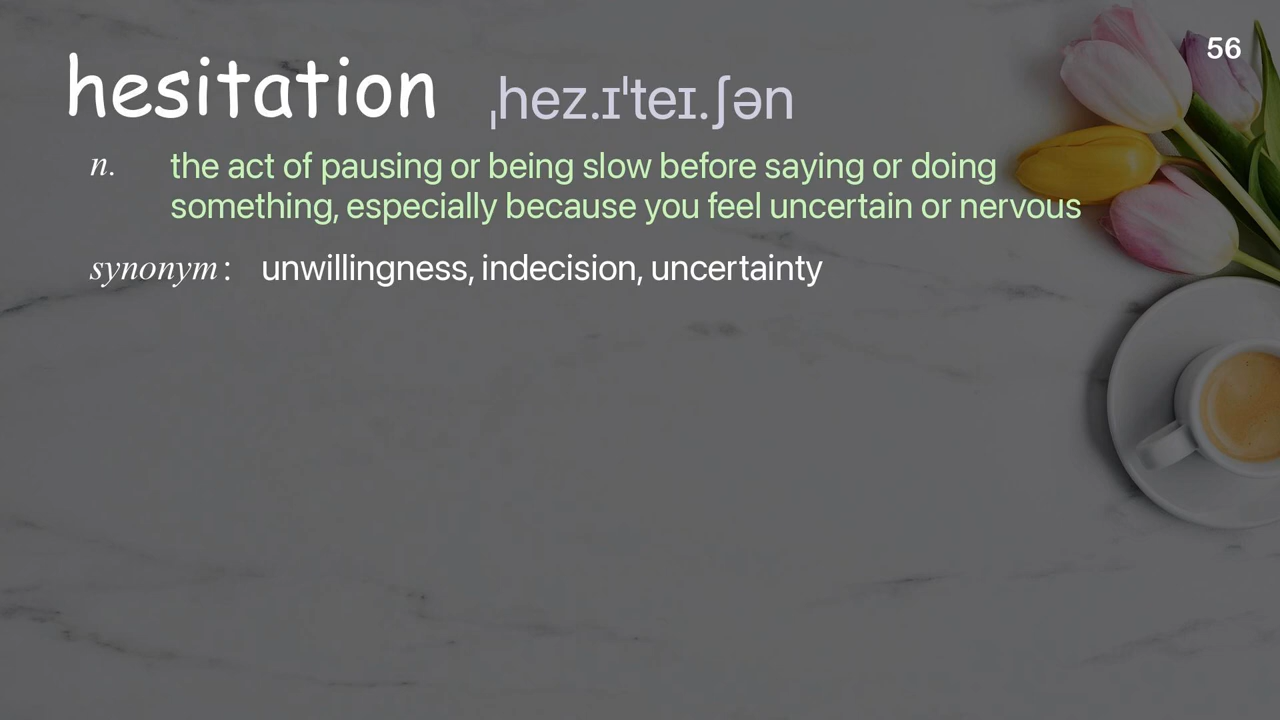 56
hesitation ˌhez.ɪˈteɪ.ʃən
n. the act of pausing or being slow before saying or doing
something, especially because you feel uncertain or nervous
synonym: unwillingness, indecision, uncertainty